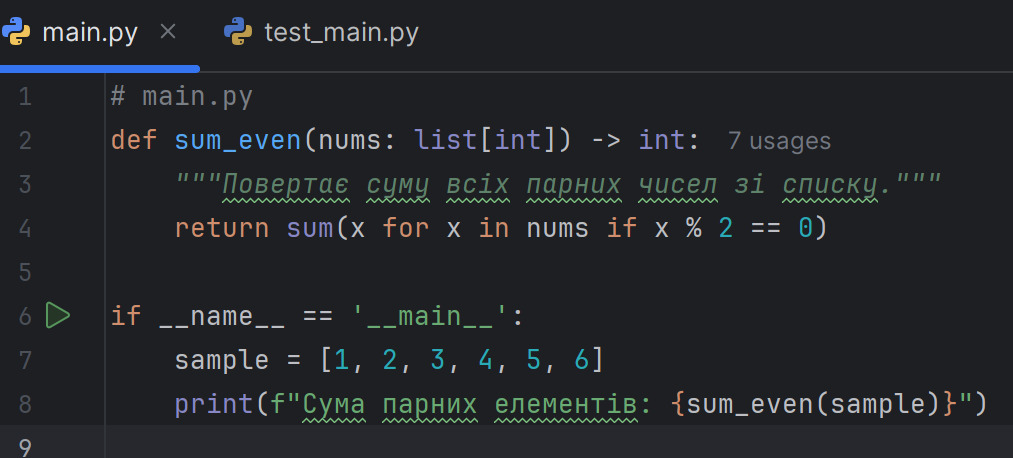 main.py test_main.py
1 # main.py
2 def sum_even(nums: list[int]) -> int: 7 usages
3 """Повертає суму всіх парних чисел зі списку."""
4 return sum(x for x in nums if x % 2 == 0)
5
6 if __name__ == '__main__':
7 sample = [1, 2, 3, 4, 5, 6]
8 print(f"Сума парних елементів: {sum_even(sample)}")
9